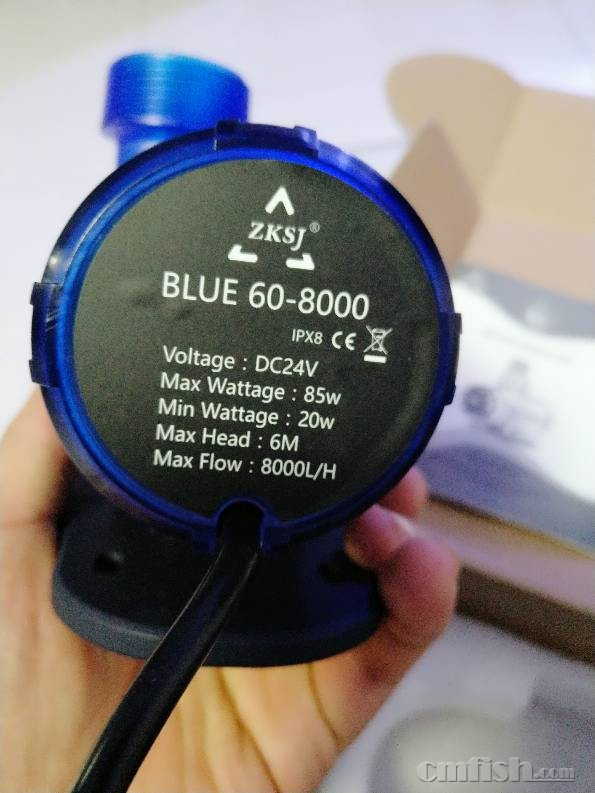 ZKSJ®
BLUE 60-8000
IPX8 CE
Voltage : DC24V
Max Wattage : 85w
Min Wattage : 20w
Max Head : 6M
Max Flow : 8000L/H
cmfish.com